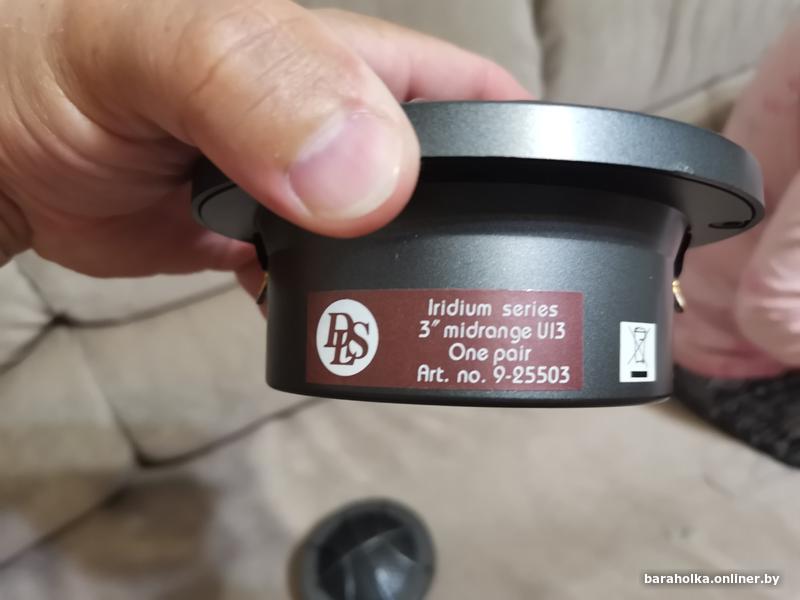 DLS
Iridium series
3" midrange UI3
One pair
Art. no. 9-25503
baraholka.onliner.by